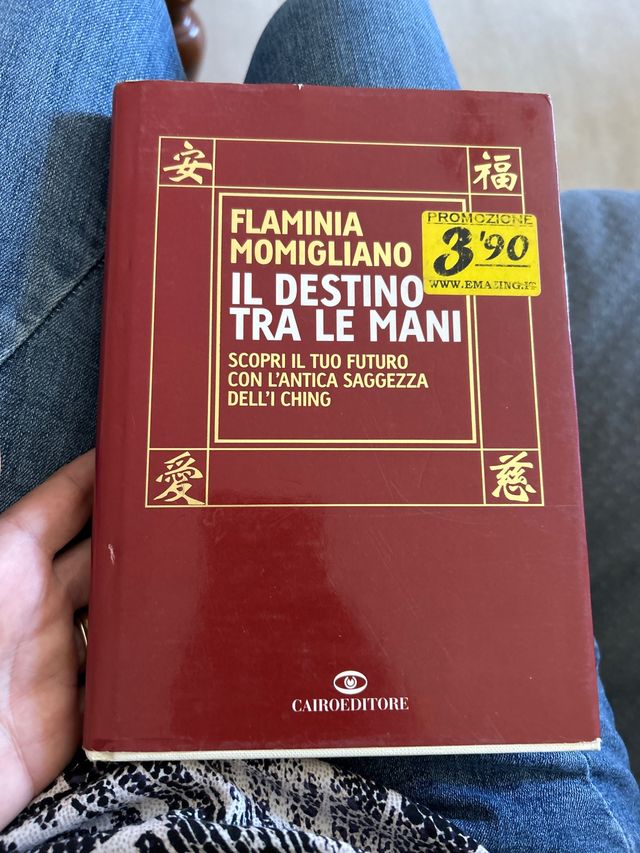 安
福
FLAMINIA
MOMIGLIANO
PROMOZIONE
3'90
WWW.EMAZING.IT
IL DESTINO
TRA LE MANI
SCOPRI IL TUO FUTURO
CON L'ANTICA SAGGEZZA
DELL'I CHING
愛
慈
CAIROEDITORE